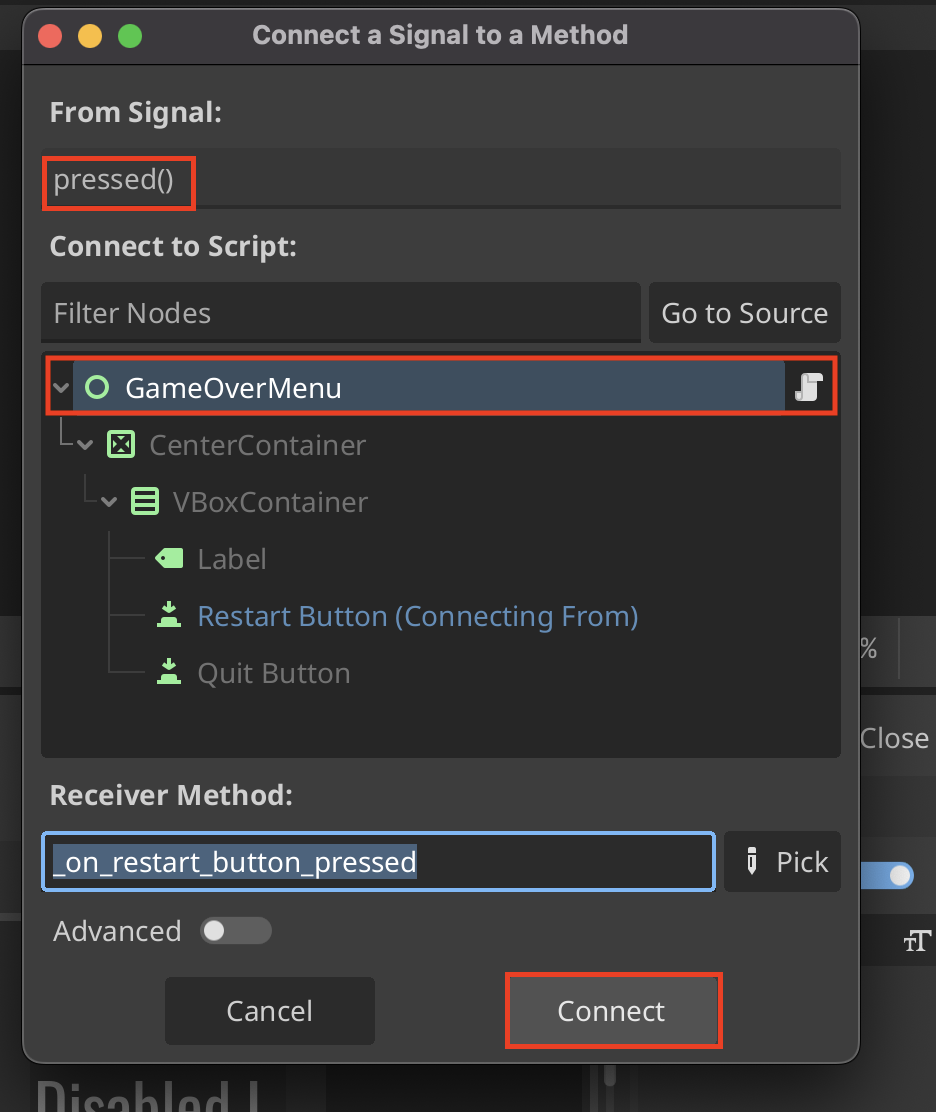 Connect a Signal to a Method
From Signal:
pressed()
Connect to Script:
Filter Nodes
Go to Source
GameOverMenu
CenterContainer
VBoxContainer
Label
Restart Button (Connecting From)
Quit Button
%
Close
Receiver Method:
_on_restart_button_pressed
Pick
Advanced
Cancel
Connect
Disabled